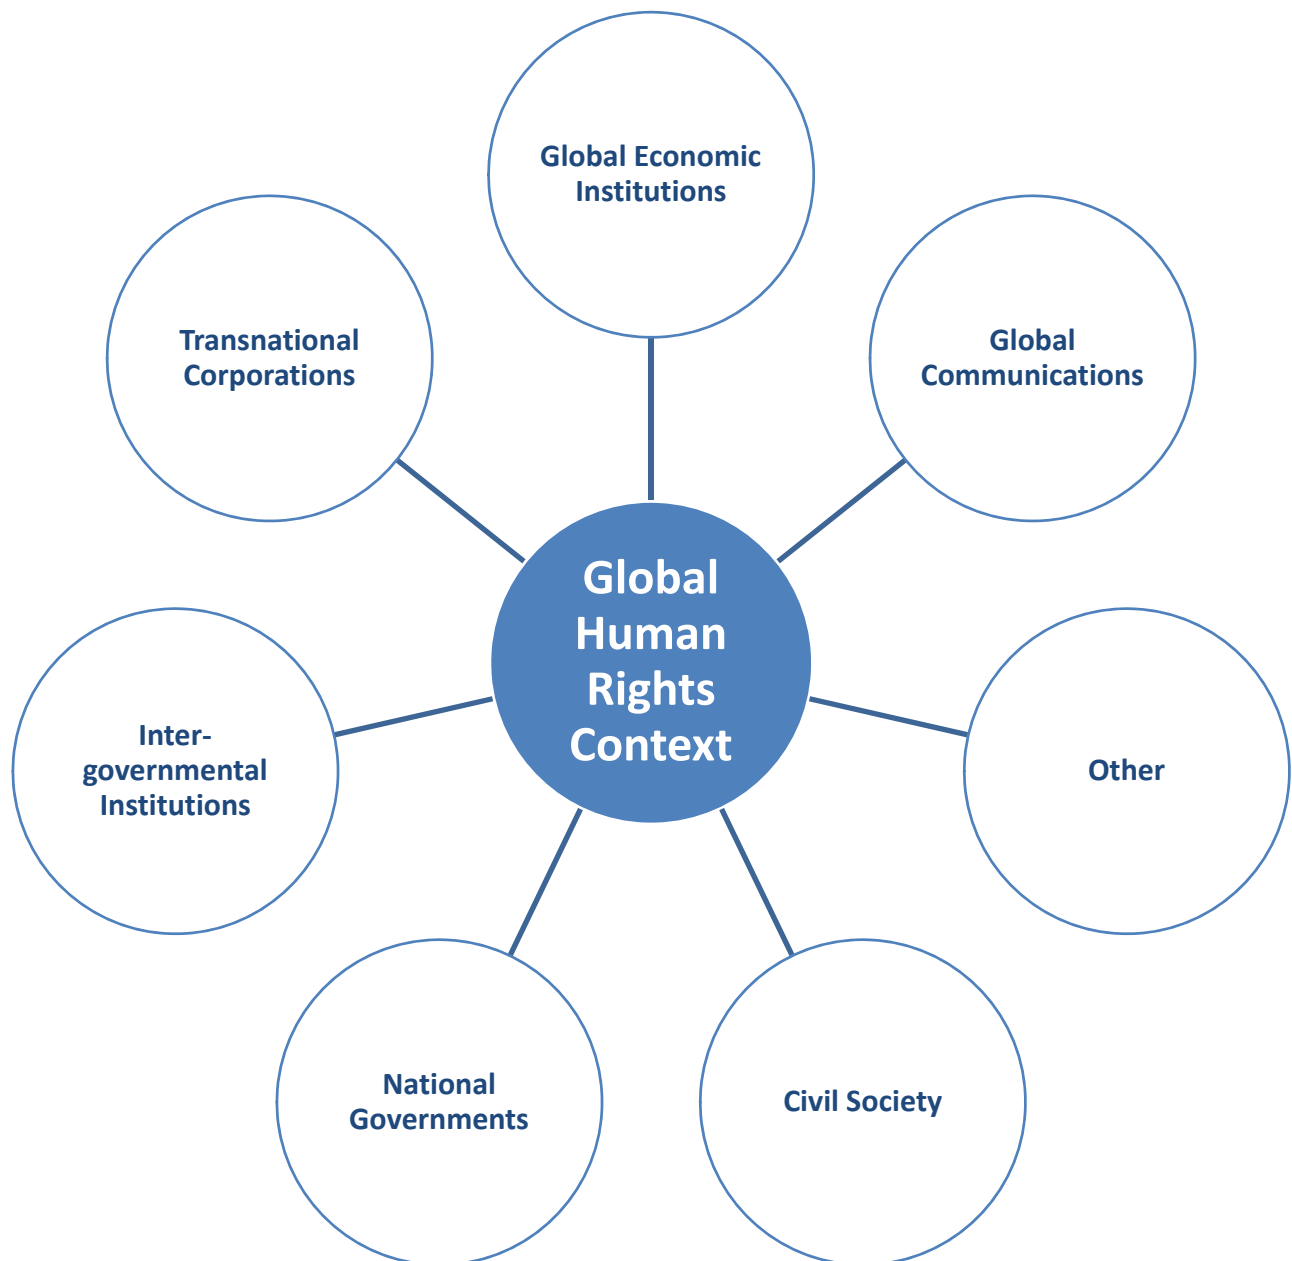 Global Economic
Institutions
Transnational
Corporations
Global
Communications
Global
Human
Rights
Context
Inter-
governmental
Institutions
Other
National
Governments
Civil Society